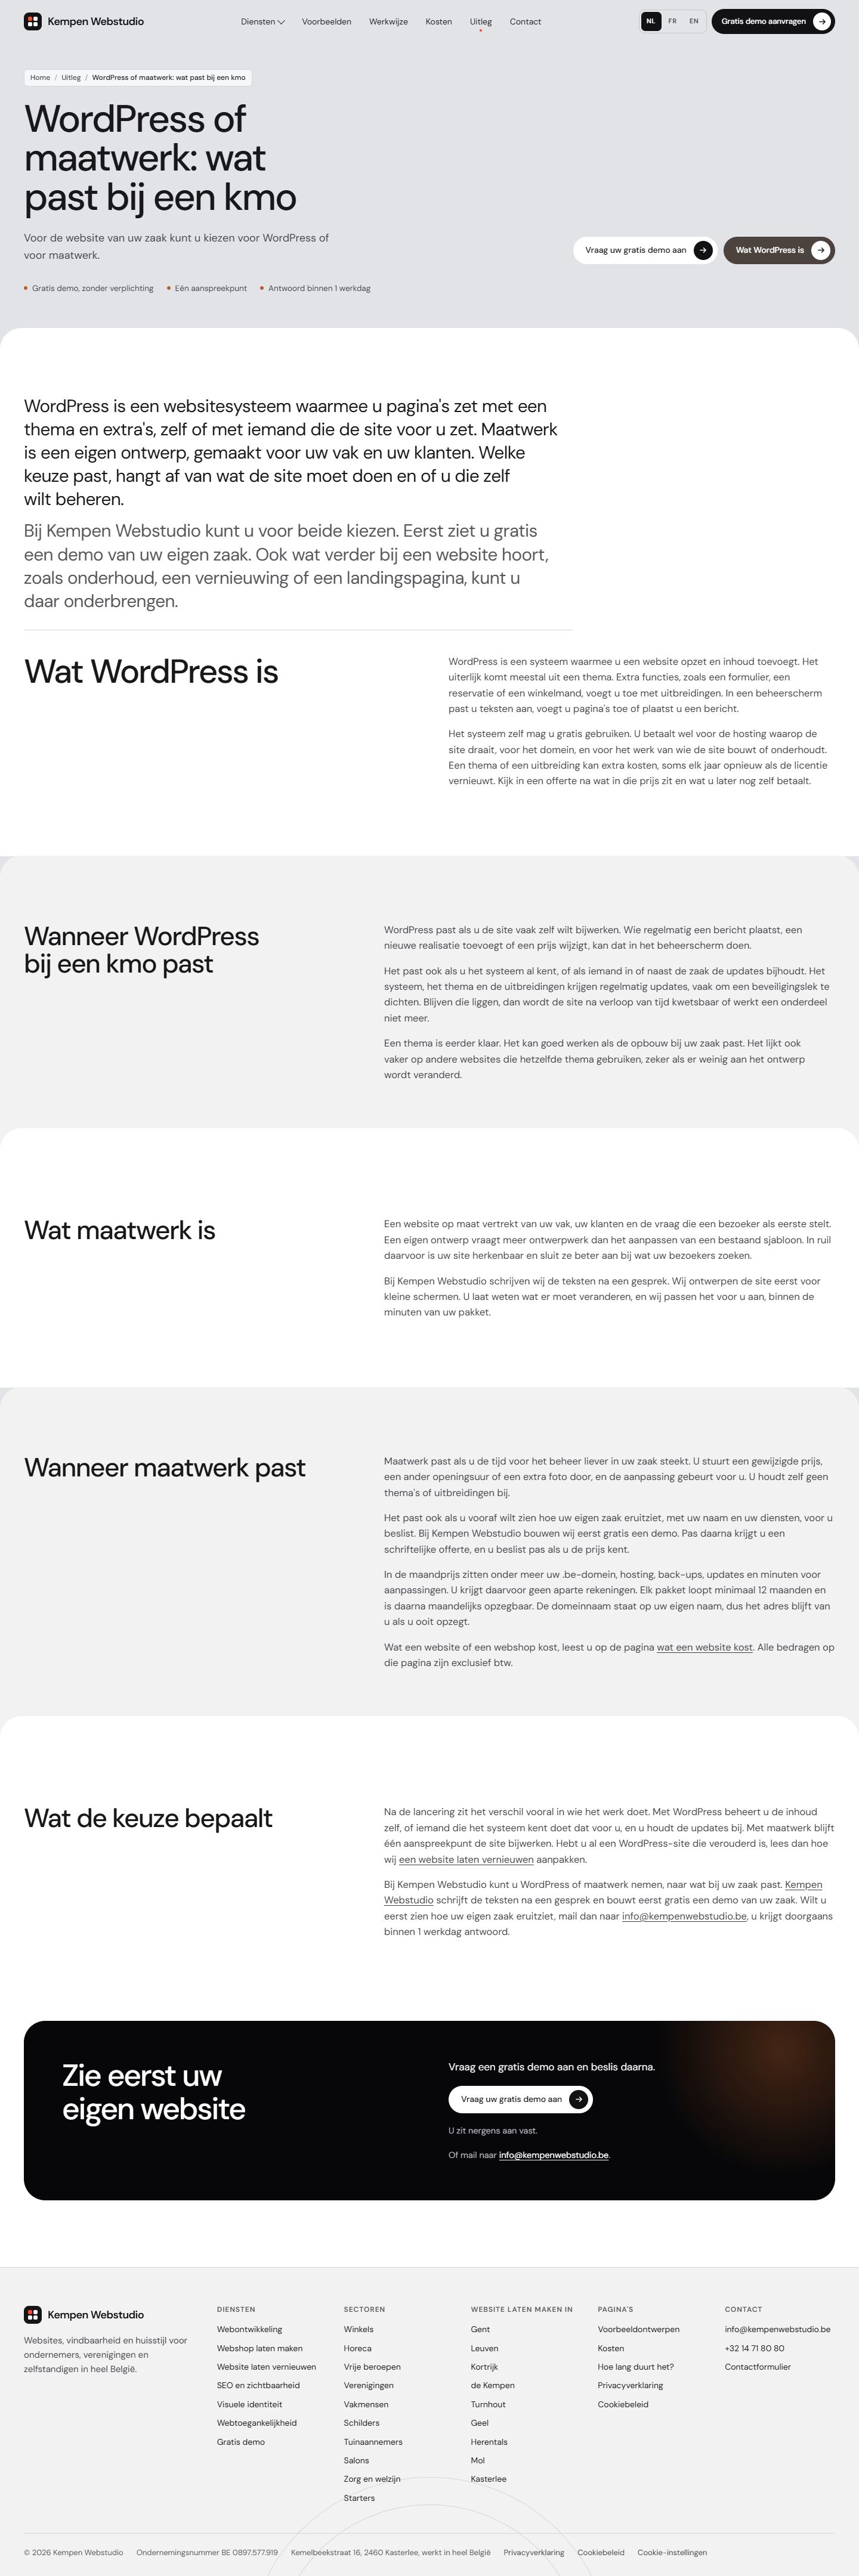 Kempen Webstudio
Diensten
Voorbeelden
Werkwijze
Kosten
Uitleg
Contact
NL
FR
EN
Gratis demo aanvragen
Home / Uitleg / WordPress of maatwerk: wat past bij een kmo
WordPress of
maatwerk: wat
past bij een kmo
Voor de website van uw zaak kunt u kiezen voor WordPress of
voor maatwerk.
Vraag uw gratis demo aan
Wat WordPress is
Gratis demo, zonder verplichting
Eén aanspreekpunt
Antwoord binnen 1 werkdag
WordPress is een websitesysteem waarmee u pagina's zet met een
thema en extra's, zelf of met iemand die de site voor u zet. Maatwerk
is een eigen ontwerp, gemaakt voor uw vak en uw klanten. Welke
keuze past, hangt af van wat de site moet doen en of u die zelf
wilt beheren.
Bij Kempen Webstudio kunt u voor beide kiezen. Eerst ziet u gratis
een demo van uw eigen zaak. Ook wat verder bij een website hoort,
zoals onderhoud, een vernieuwing of een landingspagina, kunt u
daar onderbrengen.
Wat WordPress is
WordPress is een systeem waarmee u een website opzet en inhoud toevoegt. Het
uiterlijk komt meestal uit een thema. Extra functies, zoals een formulier, een
reservatie of een winkelmand, voegt u toe met uitbreidingen. In een beheerscherm
past u teksten aan, voegt u pagina's toe of plaatst u een bericht.
Het systeem zelf mag u gratis gebruiken. U betaalt wel voor de hosting waarop de
site draait, voor het domein, en voor het werk van wie de site bouwt of onderhoudt.
Een thema of een uitbreiding kan extra kosten, soms elk jaar opnieuw als de licentie
vernieuwt. Kijk in een offerte na wat in die prijs zit en wat u later nog zelf betaalt.
Wanneer WordPress
bij een kmo past
WordPress past als u de site vaak zelf wilt bijwerken. Wie regelmatig een bericht plaatst, een
nieuwe realisatie toevoegt of een prijs wijzigt, kan dat in het beheerscherm doen.
Het past ook als u het systeem al kent, of als iemand in of naast de zaak de updates bijhoudt. Het
systeem, het thema en de uitbreidingen krijgen regelmatig updates, vaak om een beveiligingslek te
dichten. Blijven die liggen, dan wordt de site na verloop van tijd kwetsbaar of werkt een onderdeel
niet meer.
Een thema is eerder klaar. Het kan goed werken als de opbouw bij uw zaak past. Het lijkt ook
vaker op andere websites die hetzelfde thema gebruiken, zeker als er weinig aan het ontwerp
wordt veranderd.
Wat maatwerk is
Een website op maat vertrekt van uw vak, uw klanten en de vraag die een bezoeker als eerste stelt.
Een eigen ontwerp vraagt meer ontwerpwerk dan het aanpassen van een bestaand sjabloon. In ruil
daarvoor is uw site herkenbaar en sluit ze beter aan bij wat uw bezoekers zoeken.
Bij Kempen Webstudio schrijven wij de teksten na een gesprek. Wij ontwerpen de site eerst voor
kleine schermen. U laat weten wat er moet veranderen, en wij passen het voor u aan, binnen de
minuten van uw pakket.
Wanneer maatwerk past
Maatwerk past als u de tijd voor het beheer liever in uw zaak steekt. U stuurt een gewijzigde prijs,
een ander openingsuur of een extra foto door, en de aanpassing gebeurt voor u. U houdt zelf geen
thema's of uitbreidingen bij.
Het past ook als u vooraf wilt zien hoe uw eigen zaak eruitziet, met uw naam en uw diensten, voor u
beslist. Bij Kempen Webstudio bouwen wij eerst gratis een demo. Pas daarna krijgt u een
schriftelijke offerte, en u beslist pas als u de prijs kent.
In de maandprijs zitten onder meer uw .be-domein, hosting, back-ups, updates en minuten voor
aanpassingen. U krijgt daarvoor geen aparte rekeningen. Elk pakket loopt minimaal 12 maanden en
is daarna maandelijks opzegbaar. De domeinnaam staat op uw eigen naam, dus het adres blijft van
u als u ooit opzegt.
Wat een website of een webshop kost, leest u op de pagina wat een website kost. Alle bedragen op
die pagina zijn exclusief btw.
Wat de keuze bepaalt
Na de lancering zit het verschil vooral in wie het werk doet. Met WordPress beheert u de inhoud
zelf, of iemand die het systeem kent doet dat voor u, en u houdt de updates bij. Met maatwerk blijft
één aanspreekpunt de site bijwerken. Hebt u al een WordPress-site die verouderd is, lees dan hoe
wij een website laten vernieuwen aanpakken.
Bij Kempen Webstudio kunt u WordPress of maatwerk nemen, naar wat bij uw zaak past. Kempen
Webstudio schrijft de teksten na een gesprek en bouwt eerst gratis een demo van uw zaak. Wilt u
eerst zien hoe uw eigen zaak eruitziet, mail dan naar info@kempenwebstudio.be, u krijgt doorgaans
binnen 1 werkdag antwoord.
Zie eerst uw
eigen website
Vraag een gratis demo aan en beslis daarna.
Vraag uw gratis demo aan
U zit nergens aan vast.
Of mail naar info@kempenwebstudio.be.
Kempen Webstudio
Websites, vindbaarheid en huisstijl voor
ondernemers, verenigingen en
zelfstandigen in heel België.
DIENSTEN
Webontwikkeling
Webshop laten maken
Website laten vernieuwen
SEO en zichtbaarheid
Visuele identiteit
Webtoegankelijkheid
Gratis demo
SECTOREN
Winkels
Horeca
Vrije beroepen
Verenigingen
Vakmensen
Schilders
Tuinaannemers
Salons
Zorg en welzijn
Starters
WEBSITE LATEN MAKEN IN
Gent
Leuven
Kortrijk
de Kempen
Turnhout
Geel
Herentals
Mol
Kasterlee
PAGINA'S
Voorbeeldontwerpen
Kosten
Hoe lang duurt het?
Privacyverklaring
Cookiebeleid
CONTACT
info@kempenwebstudio.be
+32 14 71 80 80
Contactformulier
© 2026 Kempen Webstudio
Ondernemingsnummer BE 0897.577.919
Kemelbeekstraat 16, 2460 Kasterlee, werkt in heel België
Privacyverklaring
Cookiebeleid
Cookie-instellingen